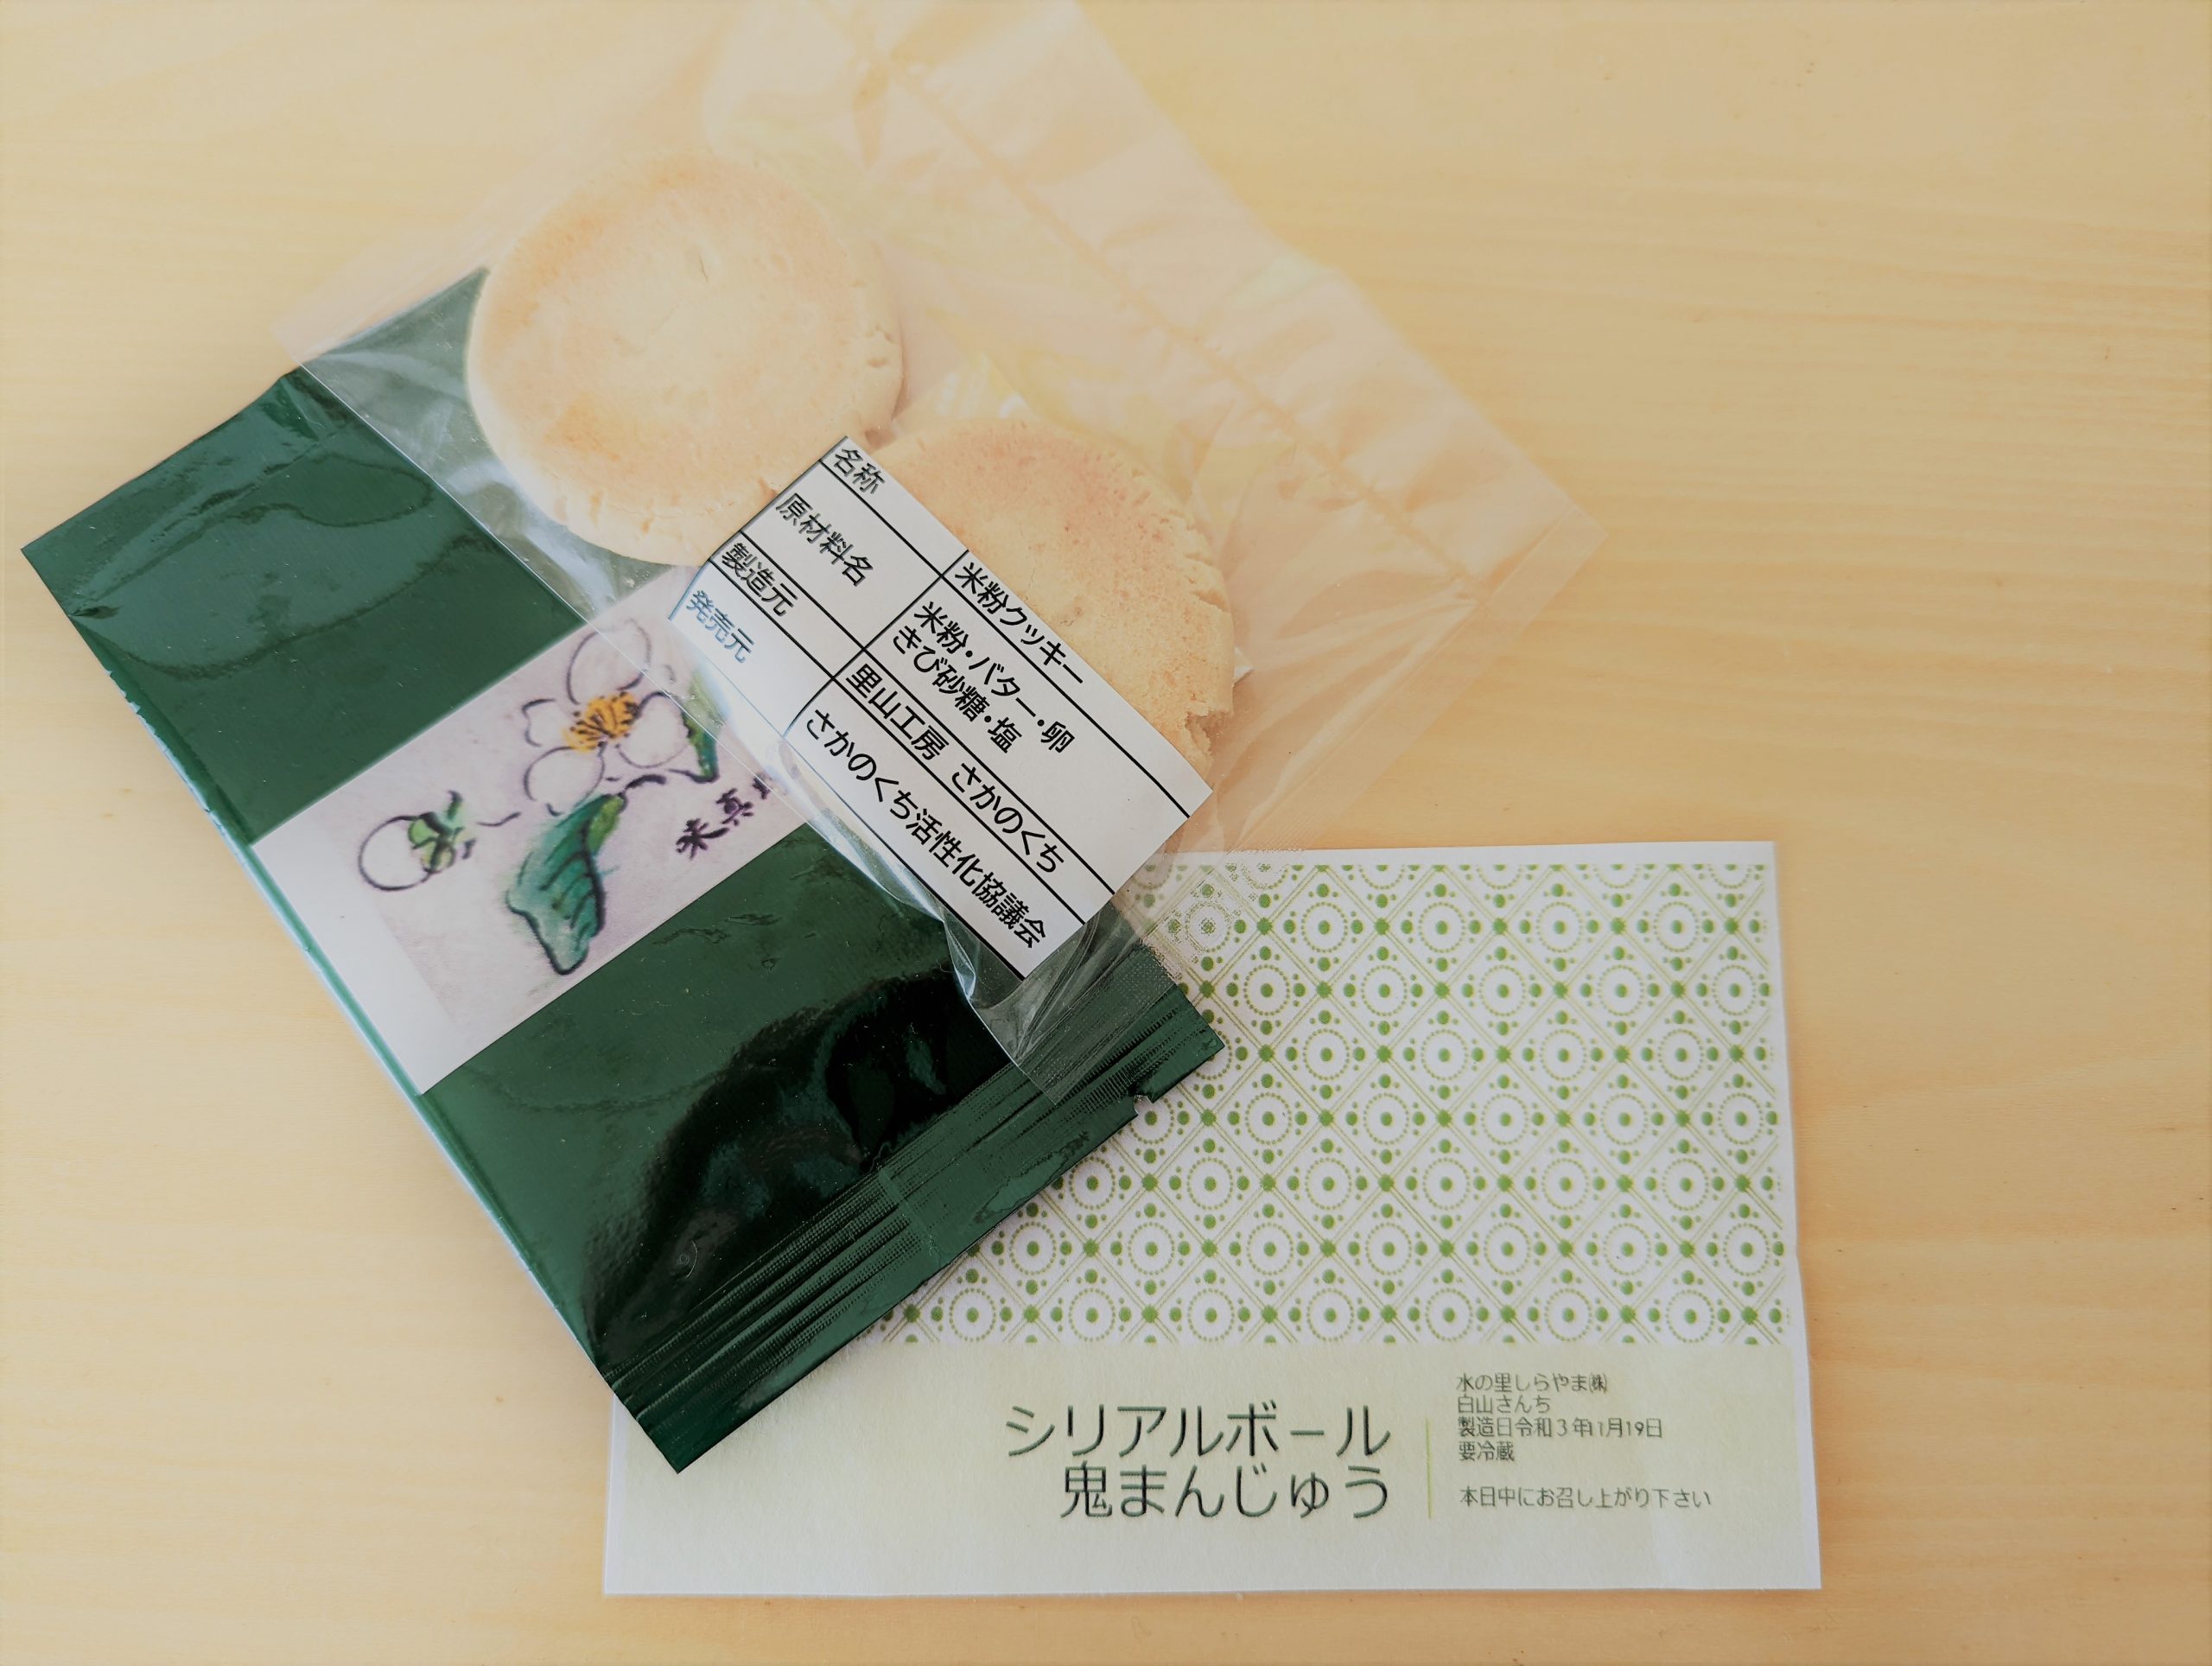 名称
米粉クッキー
原材料名
米粉・バター・卵
きび砂糖・塩
製造元
里山工房 さかのくち
発売元
さかのくち活性化協議会
シリアルボール
鬼まんじゅう
水の里しらやま㈱
白山さんち
製造日令和3年11月19日
要冷蔵
本日中にお召し上がり下さい